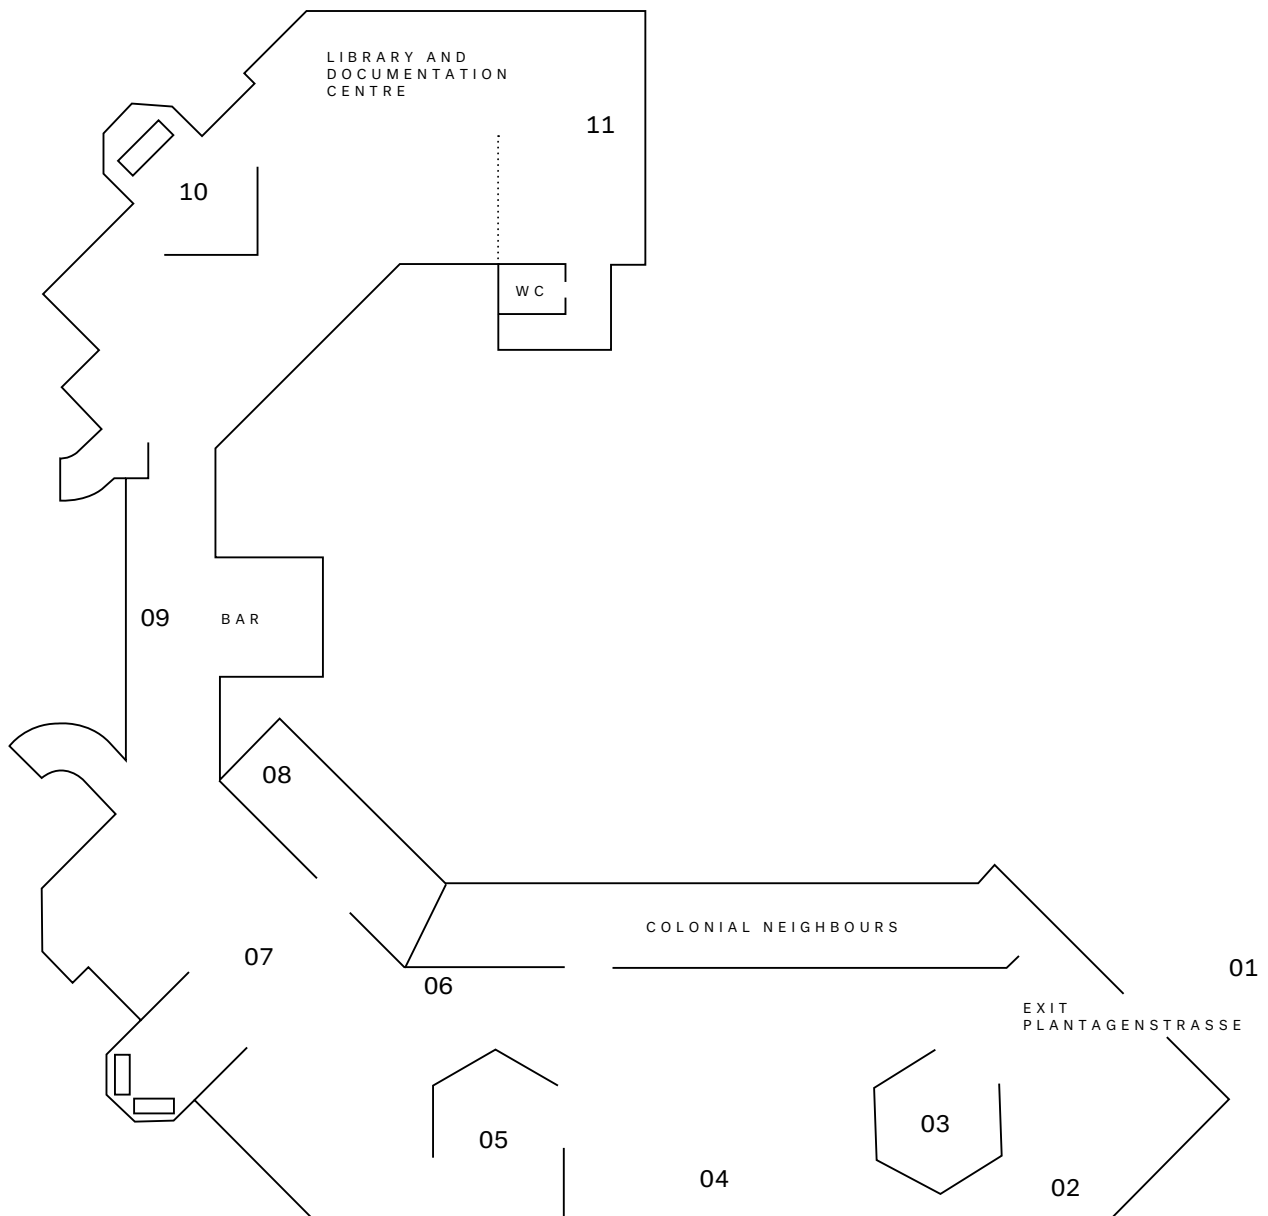 LIBRARY AND
DOCUMENTATION
CENTRE
11
10
WC
09
BAR
08
COLONIAL NEIGHBOURS
07
01
06
EXIT
PLANTAGENSTRASSE
03
05
04
02